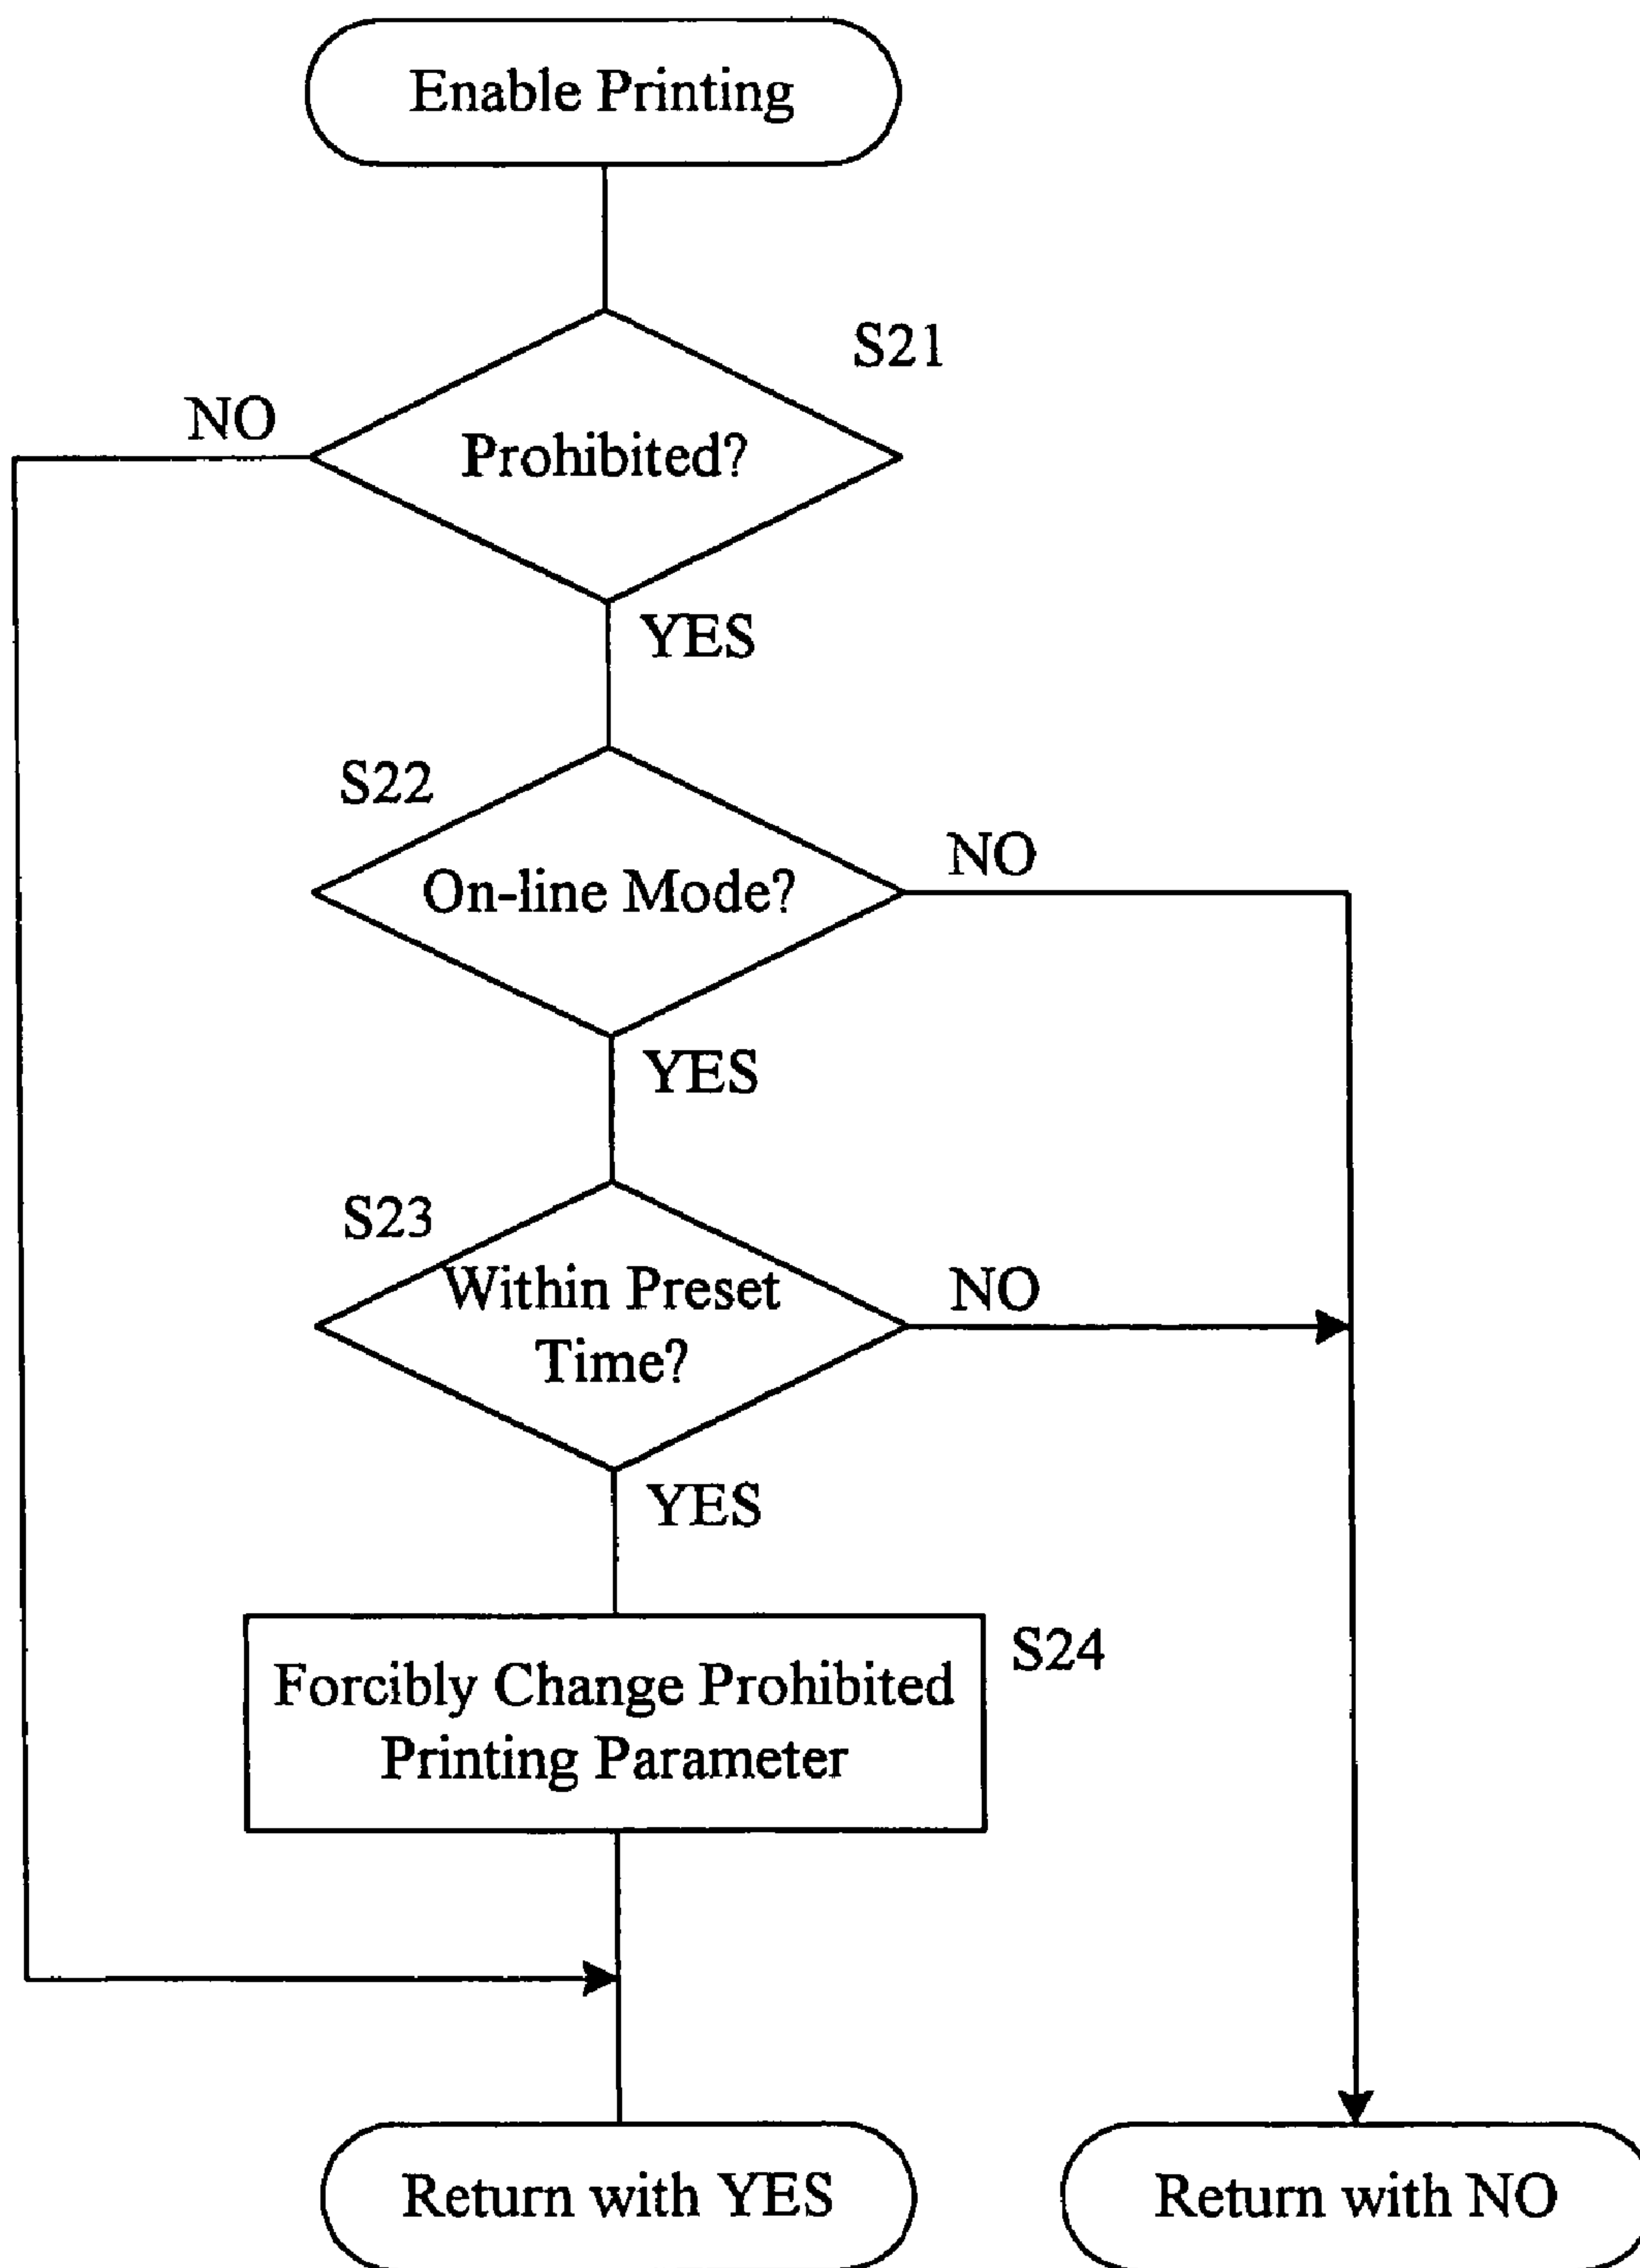 Enable Printing
S21
NO
Prohibited?
YES
S22
NO
On-line Mode?
YES
S23
Within Preset
NO
Time?
YES
S24
Forcibly Change Prohibited
Printing Parameter
Return with YES
Return with NO